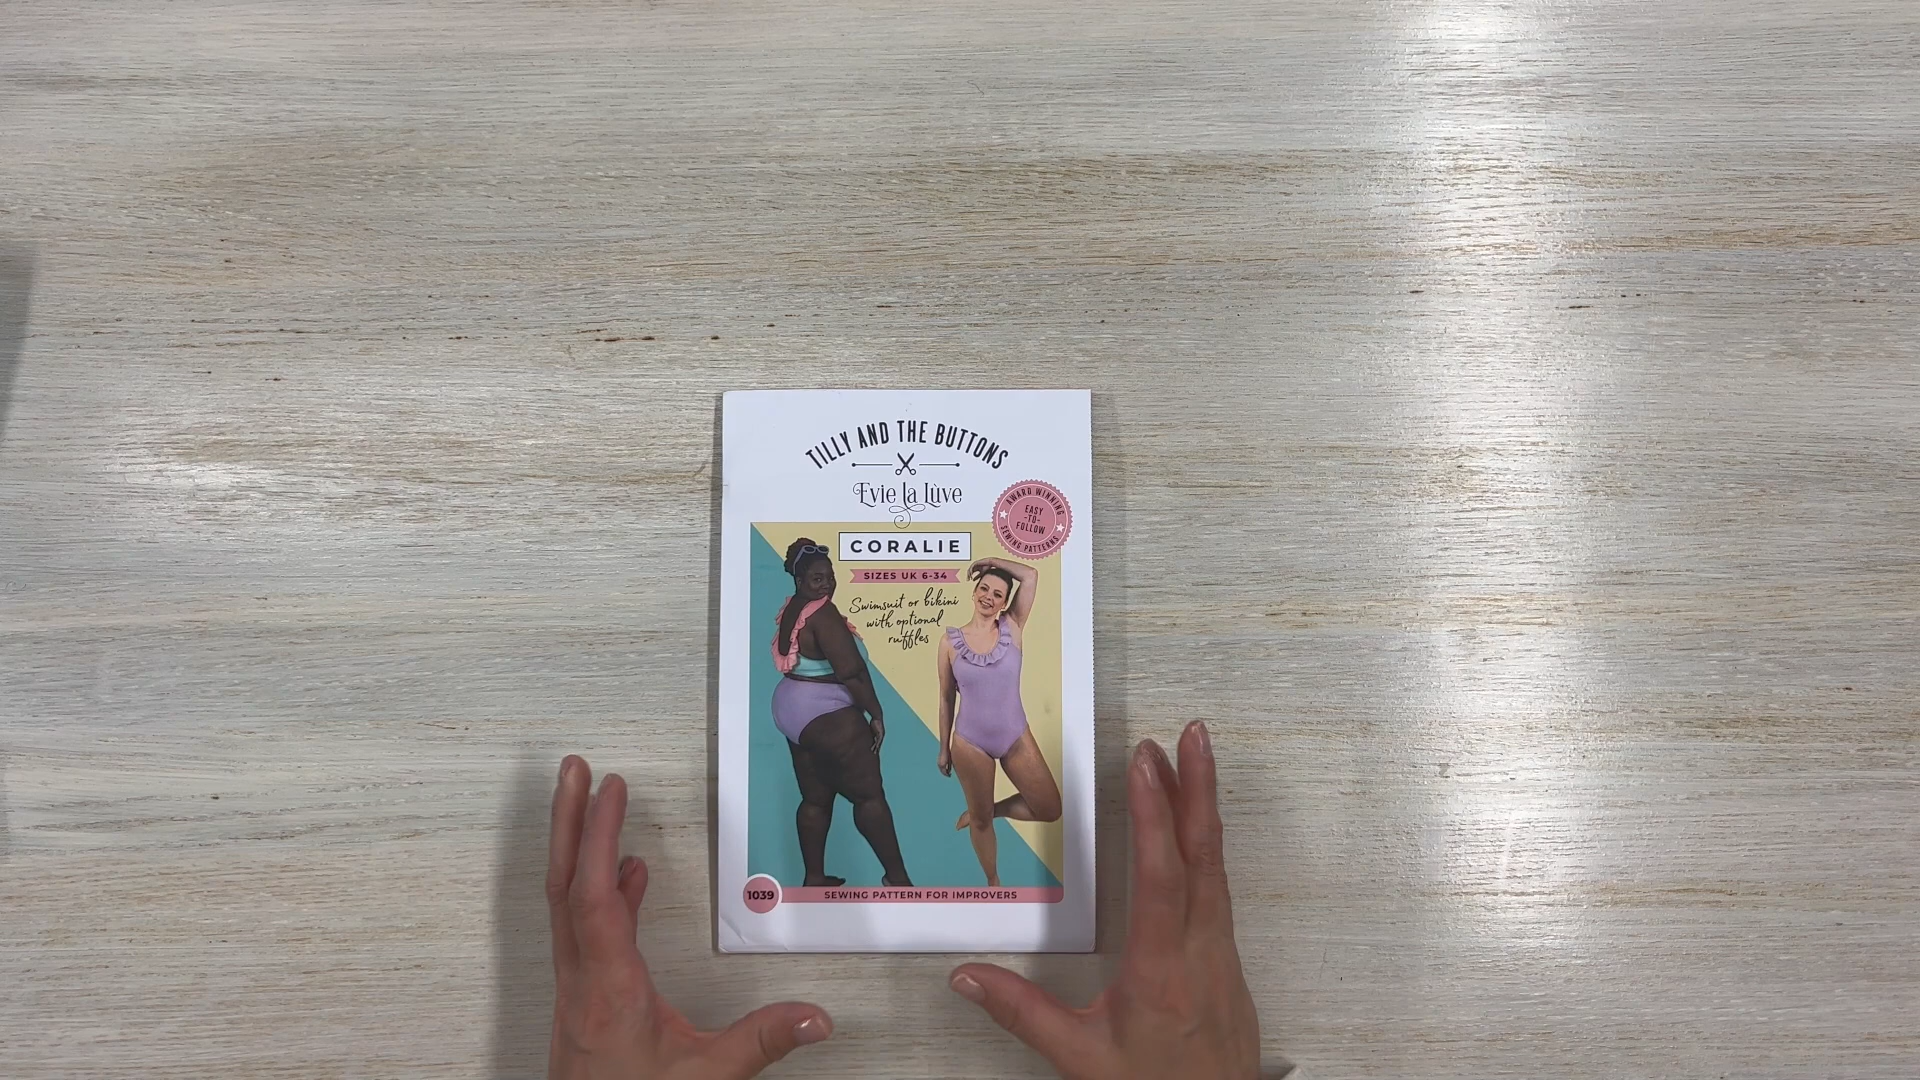 TILLY AND THE BUTTONS
Evie la Lùve
AWARD WINNING
EASY
-TO-
FOLLOW
SEWING PATTERNS
CORALIE
SIZES UK 6-34
Swimsuit or bikini
with optional
ruffles
1039
SEWING PATTERN FOR IMPROVERS